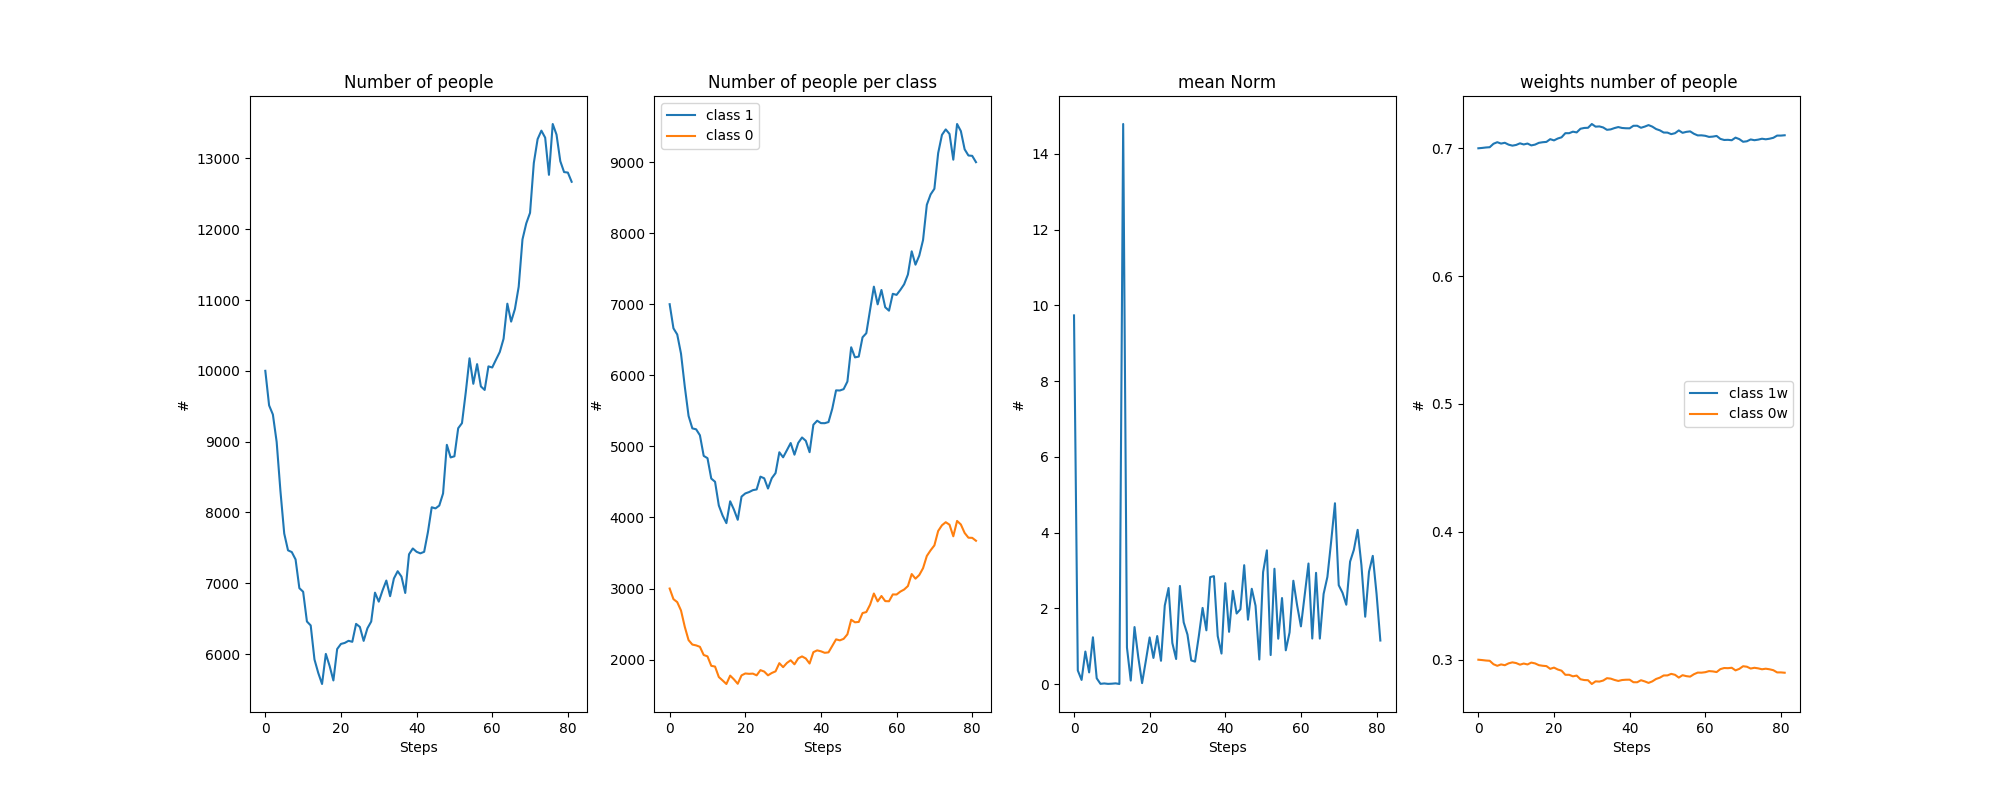 Number of people
13000
12000
11000
10000
9000
8000
7000
6000
#
0 20 40 60 80
Steps
Number of people per class
class 1
class 0
9000
8000
7000
6000
5000
4000
3000
2000
#
0 20 40 60 80
Steps
mean Norm
14
12
10
8
6
4
2
0
#
0 20 40 60 80
Steps
weights number of people
0.7
0.6
0.5
0.4
0.3
#
class 1w
class 0w
0 20 40 60 80
Steps